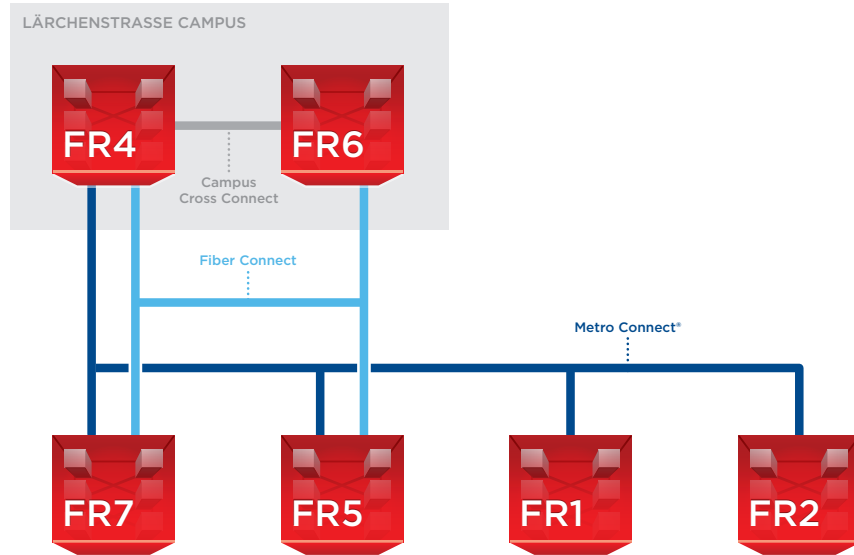 LÄRCHENSTRASSE CAMPUS
FR4
FR6
Campus
Cross Connect
Fiber Connect
Metro Connect®
FR7
FR5
FR1
FR2